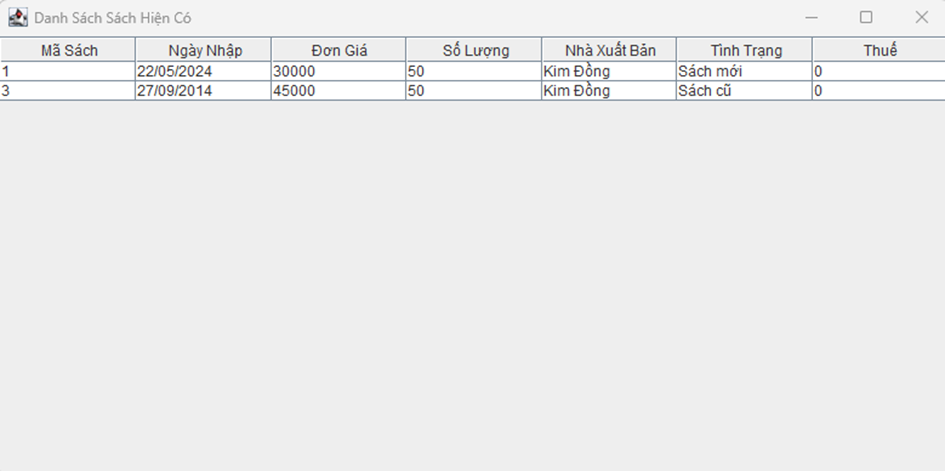 Danh Sách Sách Hiện Có
Mã Sách Ngày Nhập Đơn Giá Số Lượng Nhà Xuất Bản Tình Trạng Thuế
1 22/05/2024 30000 50 Kim Đồng Sách mới 0
3 27/09/2014 45000 50 Kim Đồng Sách cũ 0